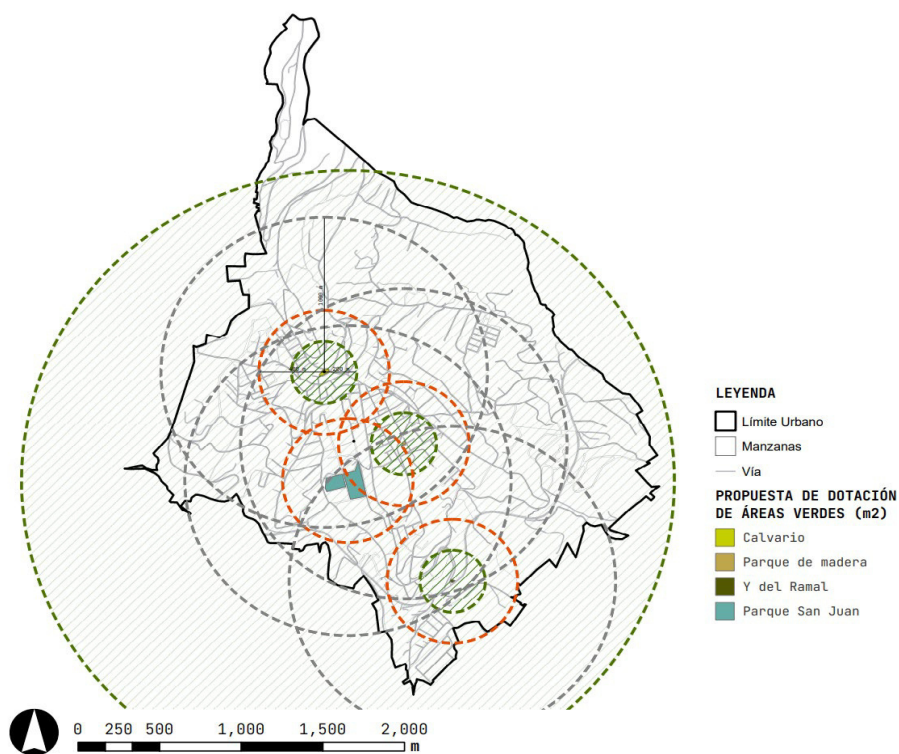 LEYENDA
Límite Urbano
Manzanas
Vía
PROPUESTA DE DOTACIÓN
DE ÁREAS VERDES (m2)
Calvario
Parque de madera
Y del Ramal
Parque San Juan
0 250 500 1,000 1,500 2,000
m